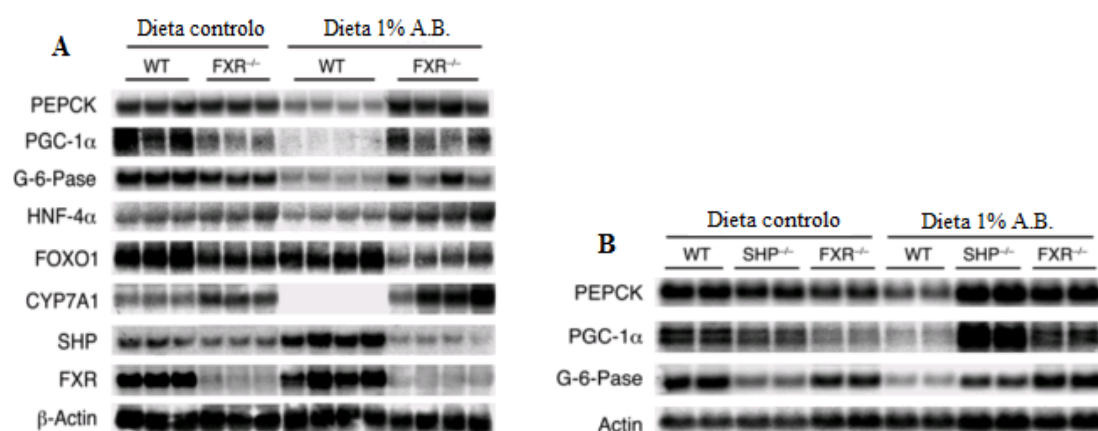 A
Dieta controlo Dieta 1% A.B.
WT FXR–/– WT FXR–/–
PEPCK
PGC-1α
G-6-Pase
HNF-4α
FOXO1
CYP7A1
SHP
FXR
β-Actin
B
Dieta controlo Dieta 1% A.B.
WT SHP–/– FXR–/– WT SHP–/– FXR–/–
PEPCK
PGC-1α
G-6-Pase
Actin